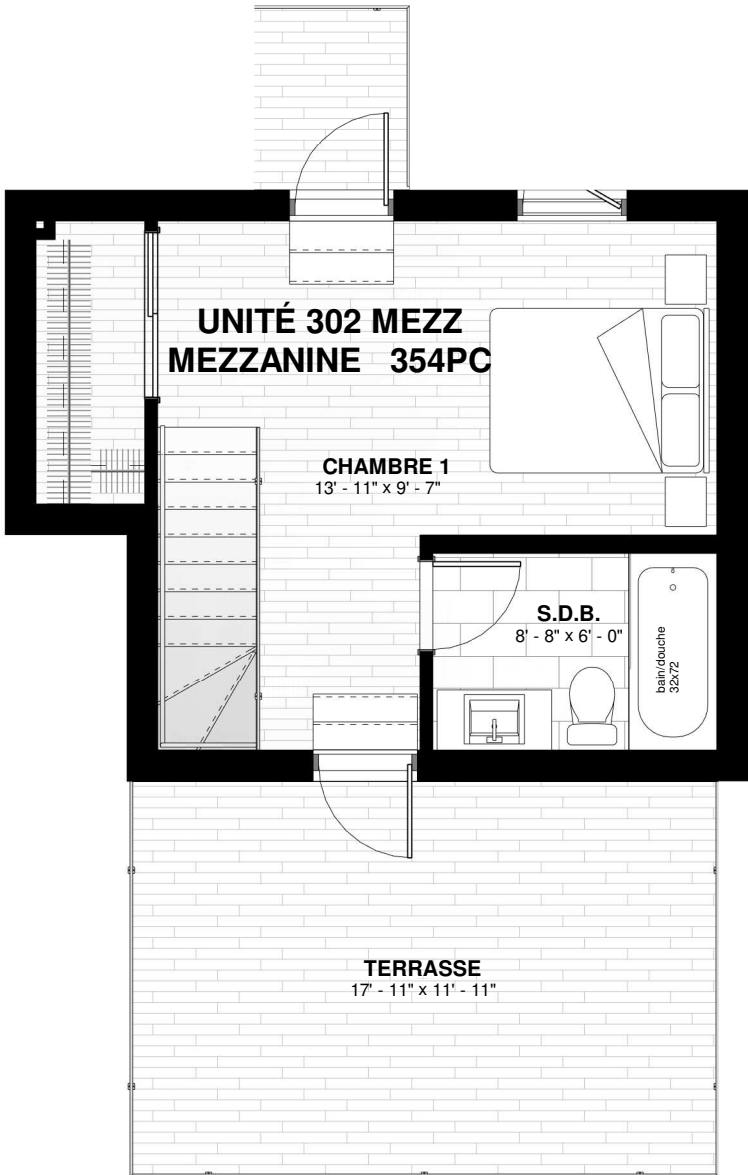 UNITÉ 302 MEZZ
MEZZANINE 354PC
CHAMBRE 1
13' - 11" x 9' - 7"
S.D.B.
8' - 8" x 6' - 0"
bain/douche
32x72
TERRASSE
17' - 11" x 11' - 11"